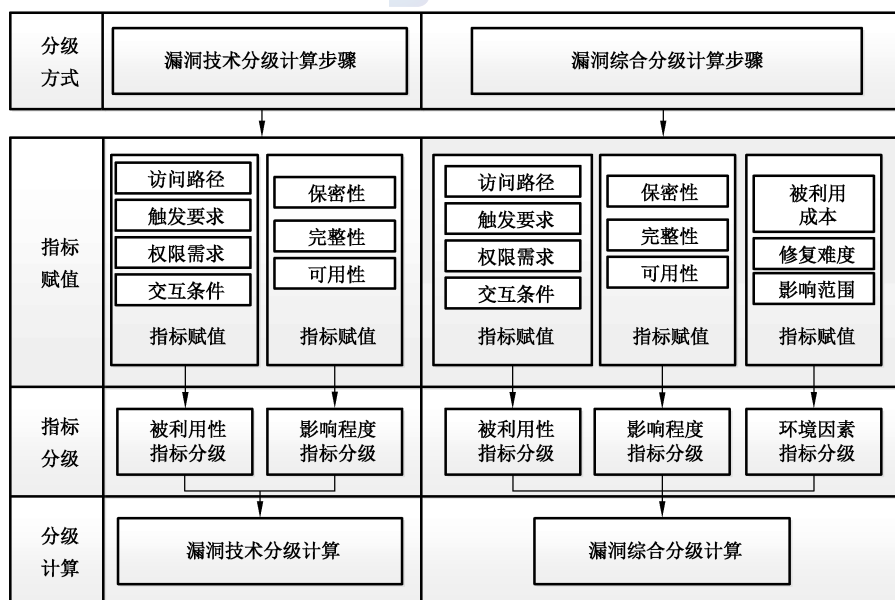 分级
方式
漏洞技术分级计算步骤
漏洞综合分级计算步骤
指标
赋值
访问路径
触发要求
权限需求
交互条件
指标赋值
保密性
完整性
可用性
指标赋值
访问路径
触发要求
权限需求
交互条件
指标赋值
保密性
完整性
可用性
指标赋值
被利用
成本
修复难度
影响范围
指标赋值
指标
分级
被利用性
指标分级
影响程度
指标分级
被利用性
指标分级
影响程度
指标分级
环境因素
指标分级
分级
计算
漏洞技术分级计算
漏洞综合分级计算